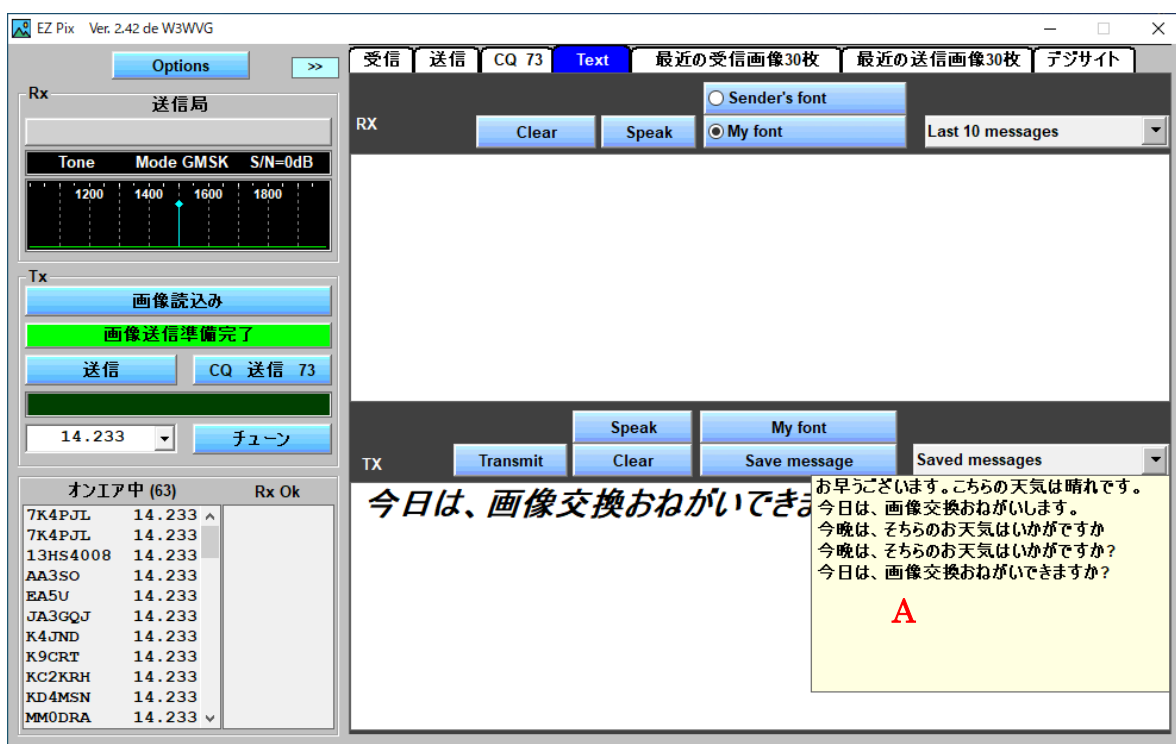 EZ Pix Ver. 2.42 de W3WVG
Options >>
Rx
送信局
Tone Mode GMSK S/N=0dB
1200 1400 1600 1800
Tx
画像読込み
画像送信準備完了
送信 CQ 送信 73
14.233 チューン
オンエア中 (63) Rx Ok
7K4PJL 14.233
7K4PJL 14.233
13HS4008 14.233
AA3SO 14.233
EA5U 14.233
JA3GQJ 14.233
K4JND 14.233
K9CRT 14.233
KC2KRH 14.233
KD4MSN 14.233
MM0DRA 14.233
受信 送信 CQ 73 Text 最近の受信画像30枚 最近の送信画像30枚 デジサイト
Sender's font
RX Clear Speak My font Last 10 messages
Speak My font
TX Transmit Clear Save message Saved messages
今日は、画像交換おねがいできま
お早うございます。こちらの天気は晴れです。
今日は、画像交換おねがいします。
今晩は、そちらのお天気はいかがですか
今晩は、そちらのお天気はいかがですか?
今日は、画像交換おねがいできますか?
A